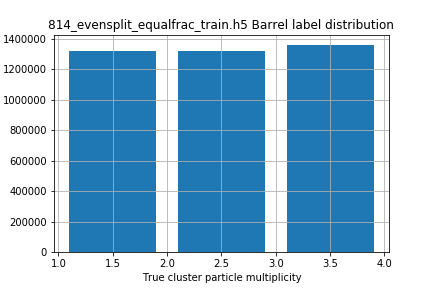 814_evensplit_equalfrac_train.h5 Barrel label distribution
1400000
1200000
1000000
800000
600000
400000
200000
0
1.0 1.5 2.0 2.5 3.0 3.5 4.0
True cluster particle multiplicity